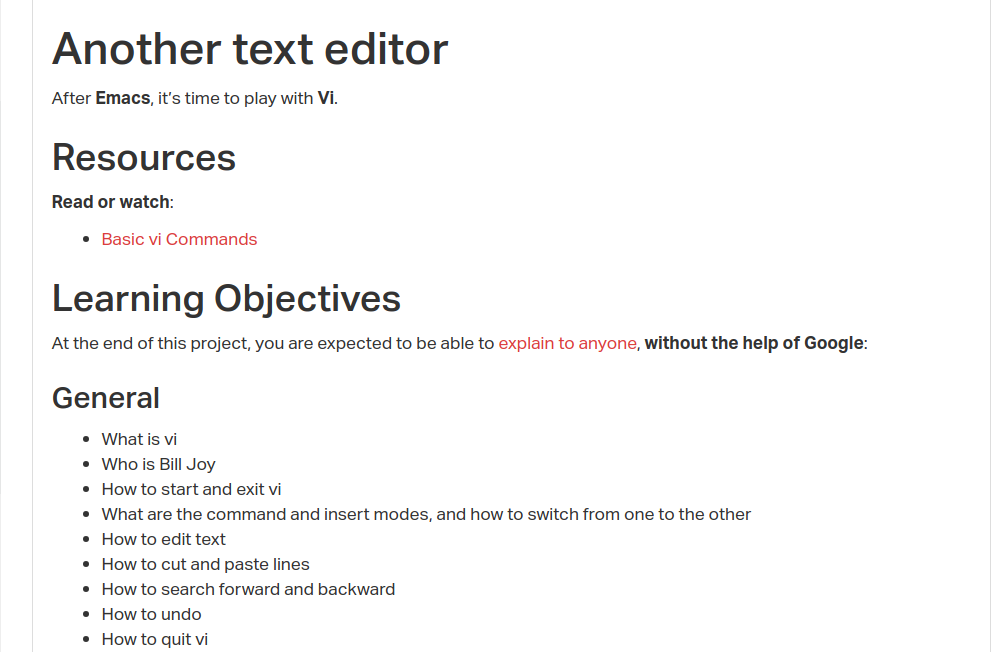 Another text editor
After Emacs, it’s time to play with Vi.
Resources
Read or watch:
• Basic vi Commands
Learning Objectives
At the end of this project, you are expected to be able to explain to anyone, without the help of Google:
General
• What is vi
• Who is Bill Joy
• How to start and exit vi
• What are the command and insert modes, and how to switch from one to the other
• How to edit text
• How to cut and paste lines
• How to search forward and backward
• How to undo
• How to quit vi